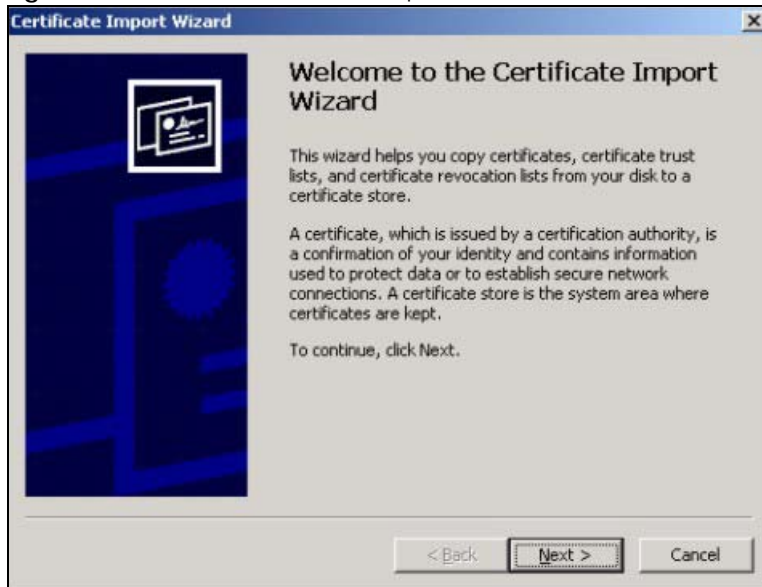 Certificate Import Wizard
Welcome to the Certificate Import
Wizard
This wizard helps you copy certificates, certificate trust
lists, and certificate revocation lists from your disk to a
certificate store.
A certificate, which is issued by a certification authority, is
a confirmation of your identity and contains information
used to protect data or to establish secure network
connections. A certificate store is the system area where
certificates are kept.
To continue, click Next.
< Back Next > Cancel